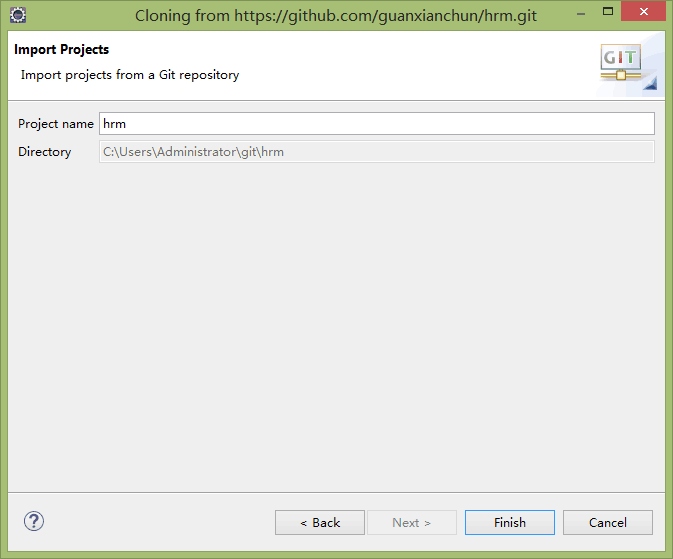 Cloning from https://github.com/guanxianchun/hrm.git
Import Projects
Import projects from a Git repository
GIT
Project name hrm
Directory C:\Users\Administrator\git\hrm
?
< Back Next > Finish Cancel